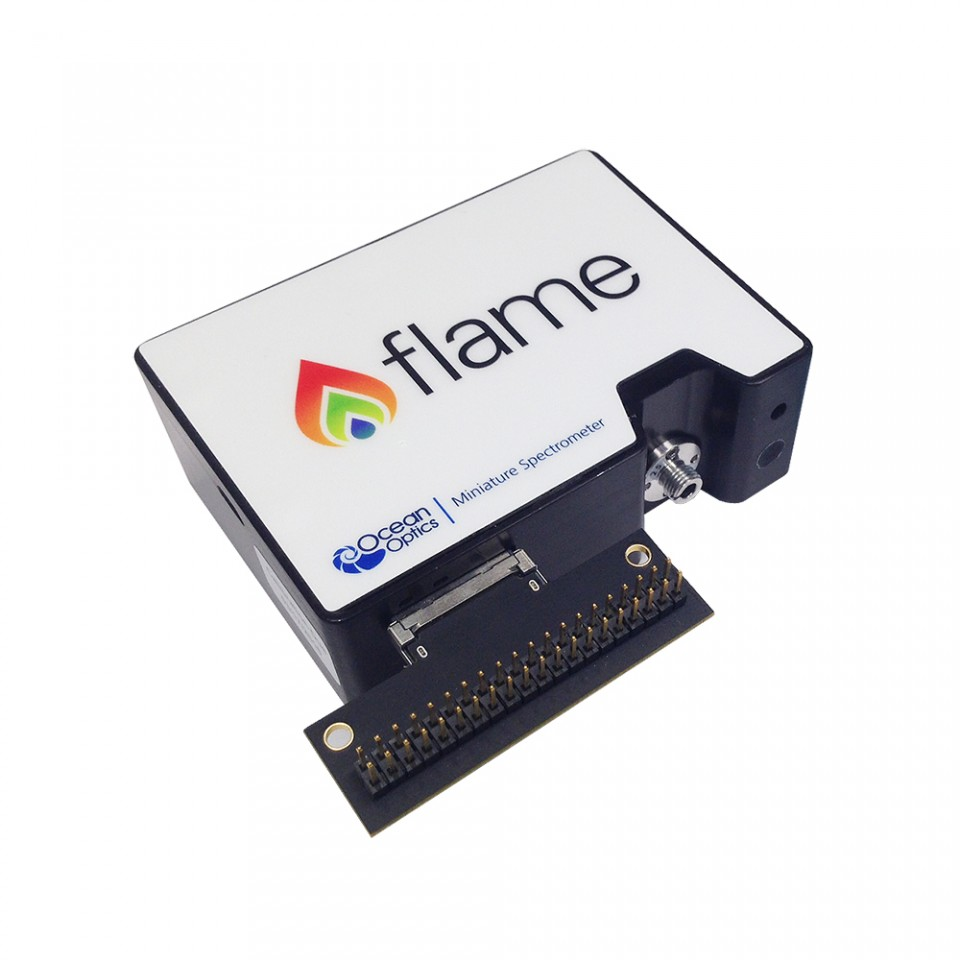 flame
Ocean
Optics
Miniature Spectrometer